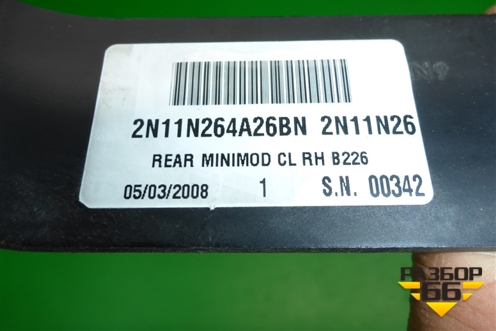 2N11N264A26BN 2N11N26
REAR MINIMOD CL RH B226
05/03/2008 1 S.N. 00342
РАЗБОР
66